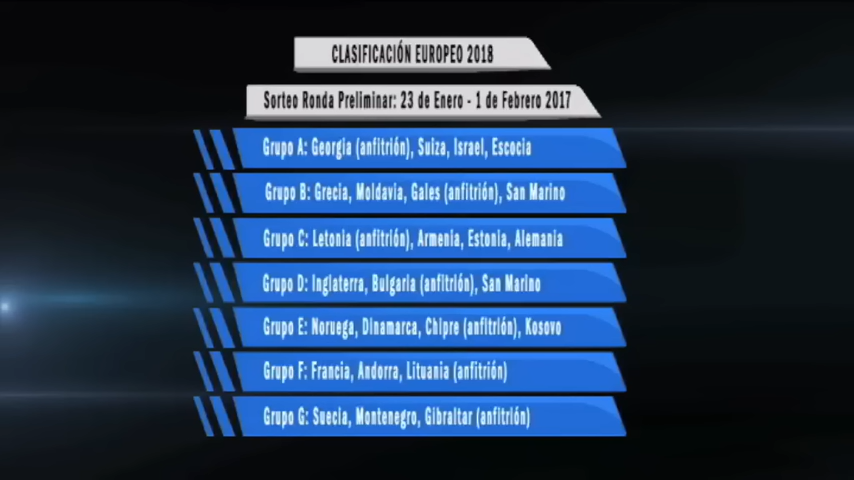 CLASIFICACIÓN EUROPEO 2018
Sorteo Ronda Preliminar: 23 de Enero - 1 de Febrero 2017
Grupo A: Georgia (anfitrión), Suiza, Israel, Escocia
Grupo B: Grecia, Moldavia, Gales (anfitrión), San Marino
Grupo C: Letonia (anfitrión), Armenia, Estonia, Alemania
Grupo D: Inglaterra, Bulgaria (anfitrión), San Marino
Grupo E: Noruega, Dinamarca, Chipre (anfitrión), Kosovo
Grupo F: Francia, Andorra, Lituania (anfitrión)
Grupo G: Suecia, Montenegro, Gibraltar (anfitrión)